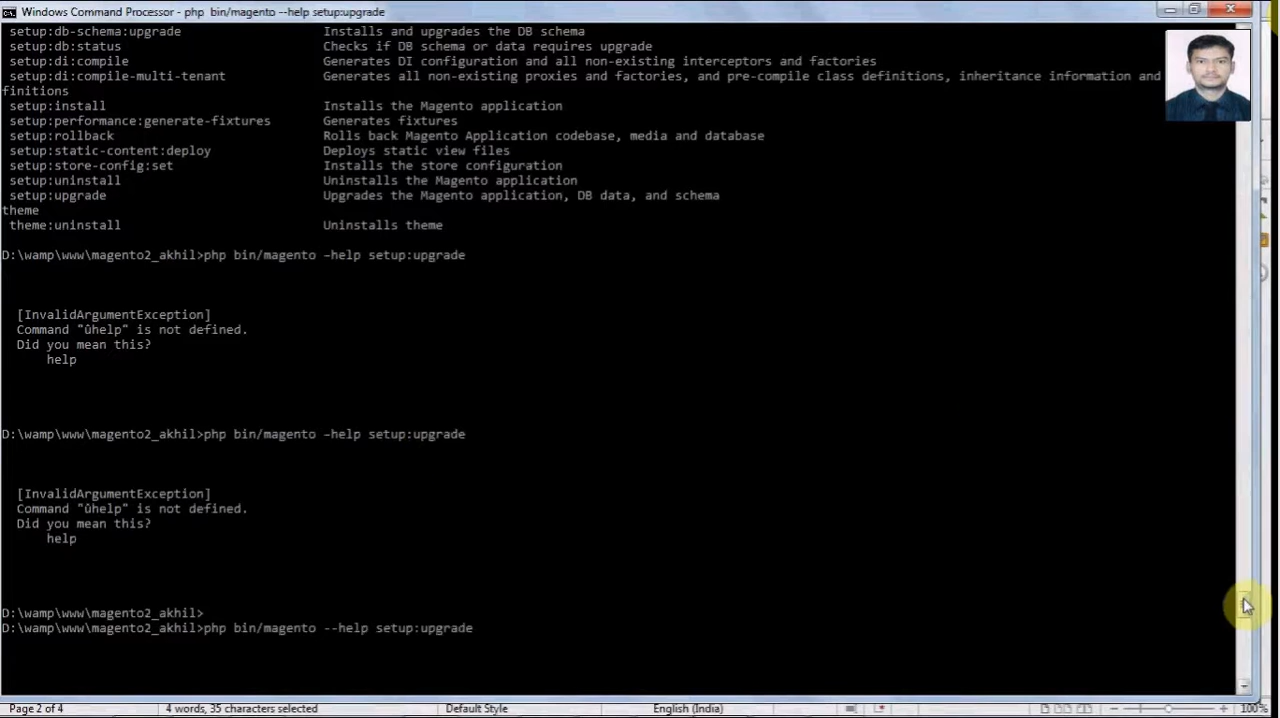 Windows Command Processor - php  bin/magento --help setup:upgrade
setup:db-schema:upgrade Installs and upgrades the DB schema
setup:db:status Checks if DB schema or data requires upgrade
setup:di:compile Generates DI configuration and all non-existing interceptors and factories
setup:di:compile-multi-tenant Generates all non-existing proxies and factories, and pre-compile class definitions, inheritance information and
finitions
setup:install Installs the Magento application
setup:performance:generate-fixtures Generates fixtures
setup:rollback Rolls back Magento Application codebase, media and database
setup:static-content:deploy Deploys static view files
setup:store-config:set Installs the store configuration
setup:uninstall Uninstalls the Magento application
setup:upgrade Upgrades the Magento application, DB data, and schema
theme
theme:uninstall Uninstalls theme
D:\wamp\www\magento2_akhil>php bin/magento –help setup:upgrade
[InvalidArgumentException]
Command "ûhelp" is not defined.
Did you mean this?
help
D:\wamp\www\magento2_akhil>php bin/magento –help setup:upgrade
[InvalidArgumentException]
Command "ûhelp" is not defined.
Did you mean this?
help
D:\wamp\www\magento2_akhil>
D:\wamp\www\magento2_akhil>php bin/magento --help setup:upgrade
Page 2 of 4 4 words, 35 characters selected Default Style English (India) 100%